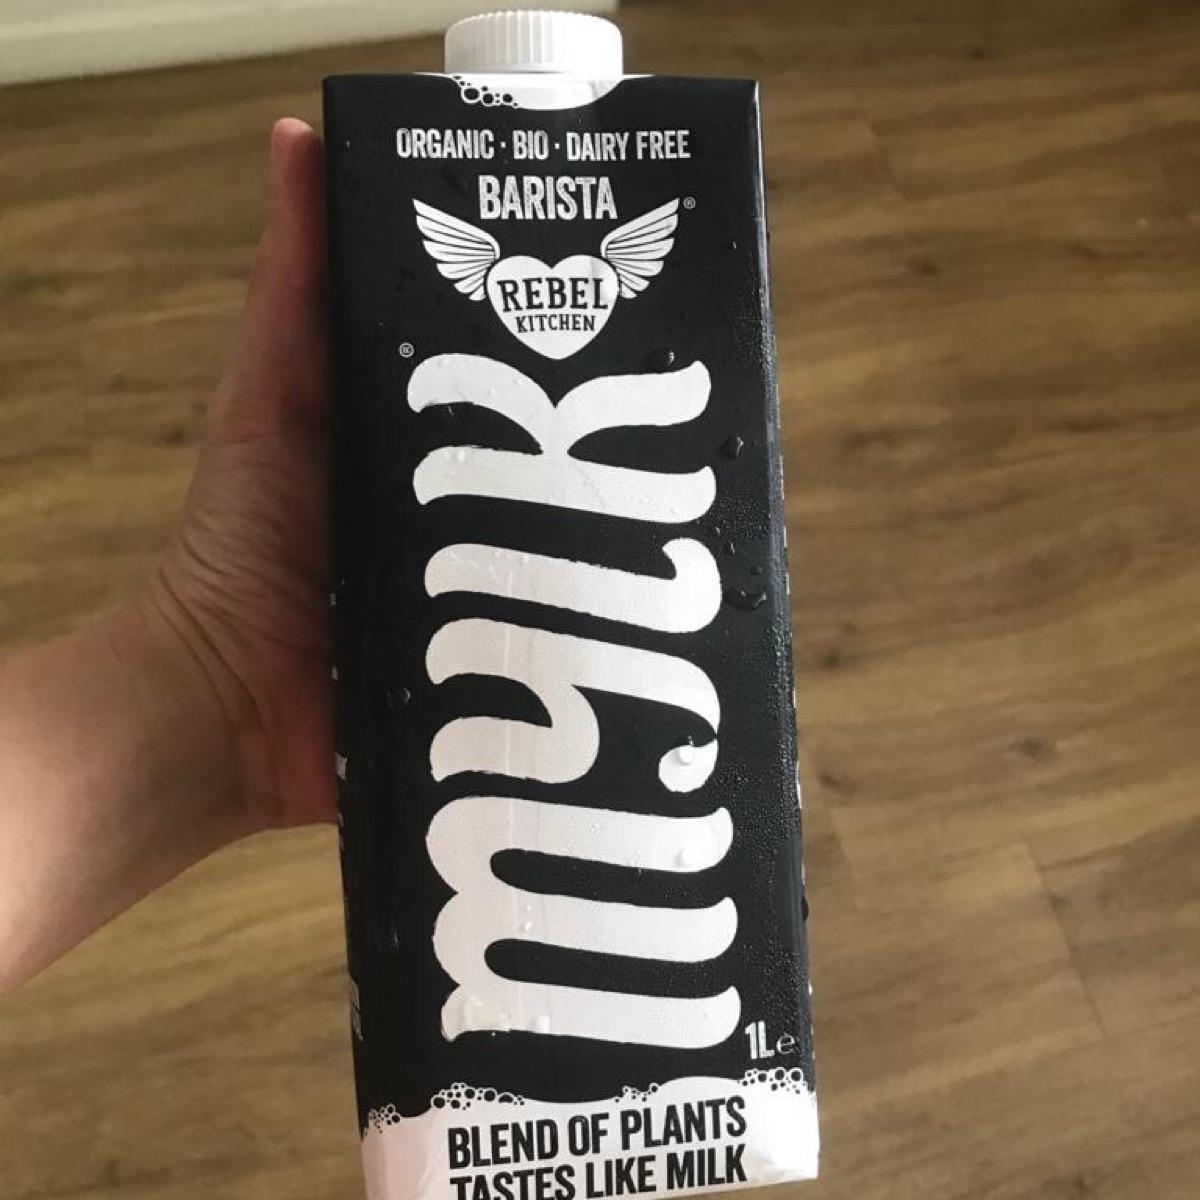 ORGANIC · BIO · DAIRY FREE
BARISTA
®
REBEL
KITCHEN
®
mylk
1L e
BLEND OF PLANTS
TASTES LIKE MILK